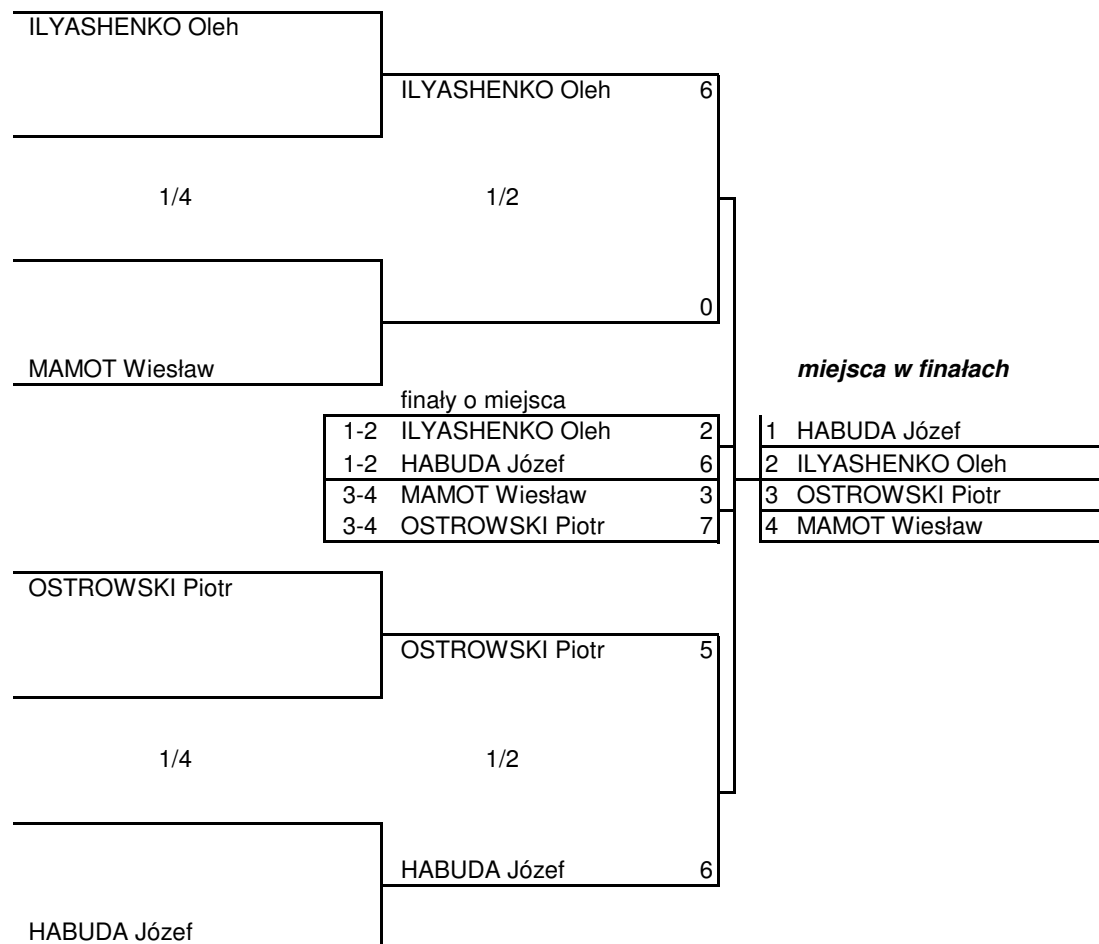 ILYASHENKO Oleh
ILYASHENKO Oleh 6
1/4 1/2
0
MAMOT Wiesław miejsca w finałach
finały o miejsca
1-2 ILYASHENKO Oleh 2 1 HABUDA Józef
1-2 HABUDA Józef 6 2 ILYASHENKO Oleh
3-4 MAMOT Wiesław 3 3 OSTROWSKI Piotr
3-4 OSTROWSKI Piotr 7 4 MAMOT Wiesław
OSTROWSKI Piotr
OSTROWSKI Piotr 5
1/4 1/2
HABUDA Józef 6
HABUDA Józef